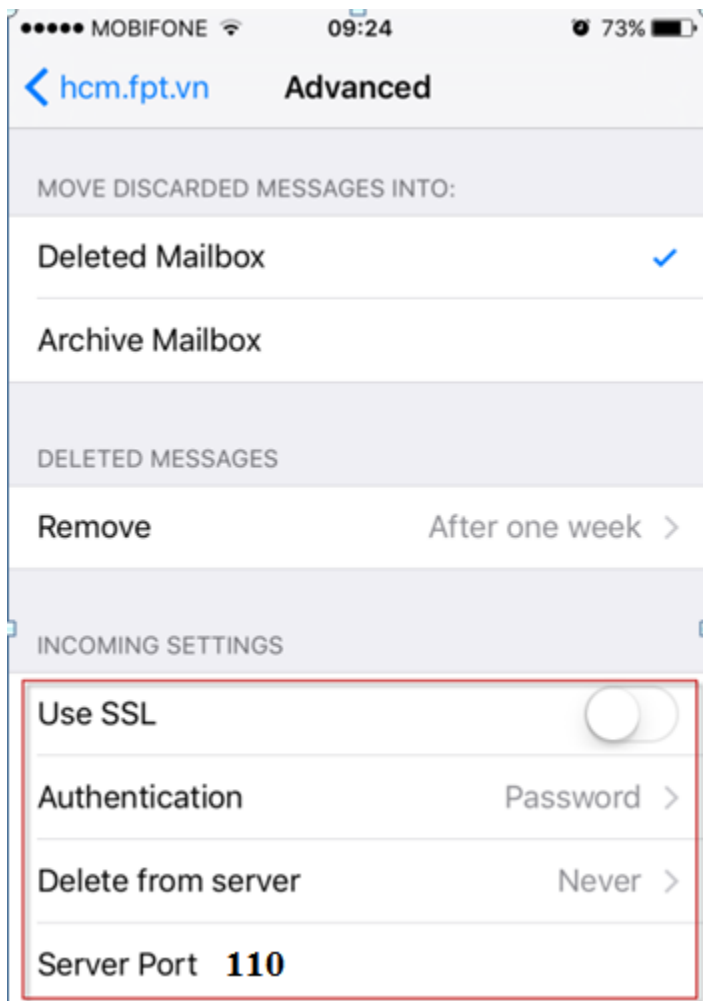 MOBIFONE 09:24 73%
hcm.fpt.vn Advanced
MOVE DISCARDED MESSAGES INTO:
Deleted Mailbox
Archive Mailbox
DELETED MESSAGES
Remove After one week
INCOMING SETTINGS
Use SSL
Authentication Password
Delete from server Never
Server Port 110